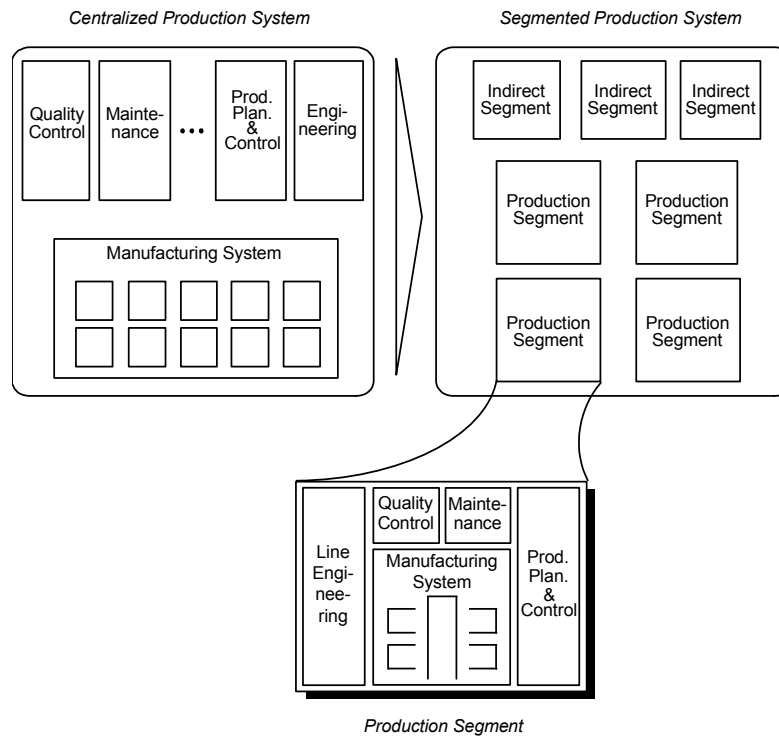 Centralized Production System
Segmented Production System
Quality
Control
Mainte-
nance
...
Prod.
Plan.
&
Control
Engi-
neering
Manufacturing System
Indirect
Segment
Indirect
Segment
Indirect
Segment
Production
Segment
Production
Segment
Production
Segment
Production
Segment
Line
Engi-
nee-
ring
Quality
Control
Mainte-
nance
Manufacturing
System
Prod.
Plan.
&
Control
Production Segment